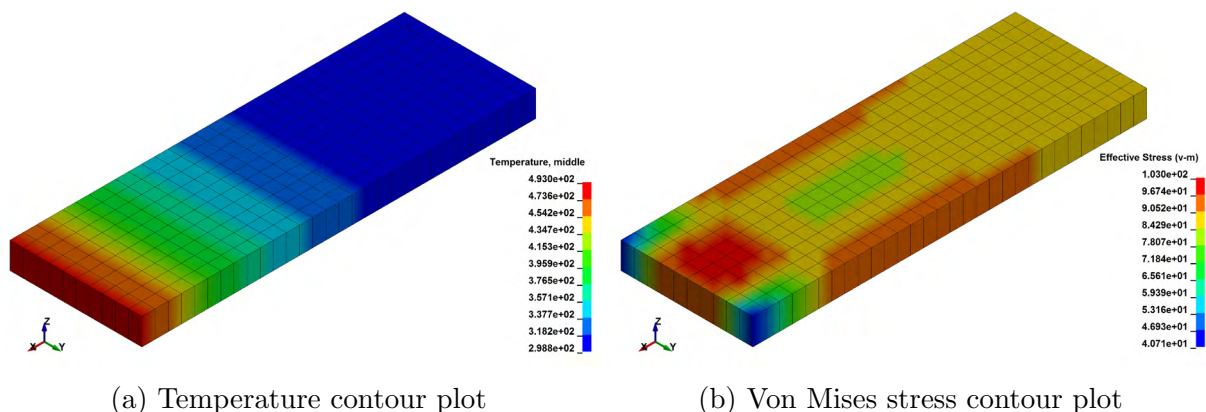 Temperature, middle
4.930e+02
4.736e+02
4.542e+02
4.347e+02
4.153e+02
3.959e+02
3.765e+02
3.571e+02
3.377e+02
3.182e+02
2.988e+02
Z
X
Y
(a) Temperature contour plot
Effective Stress (v-m)
1.030e+02
9.674e+01
9.052e+01
8.429e+01
7.807e+01
7.184e+01
6.561e+01
5.939e+01
5.316e+01
4.693e+01
4.071e+01
Z
X
Y
(b) Von Mises stress contour plot